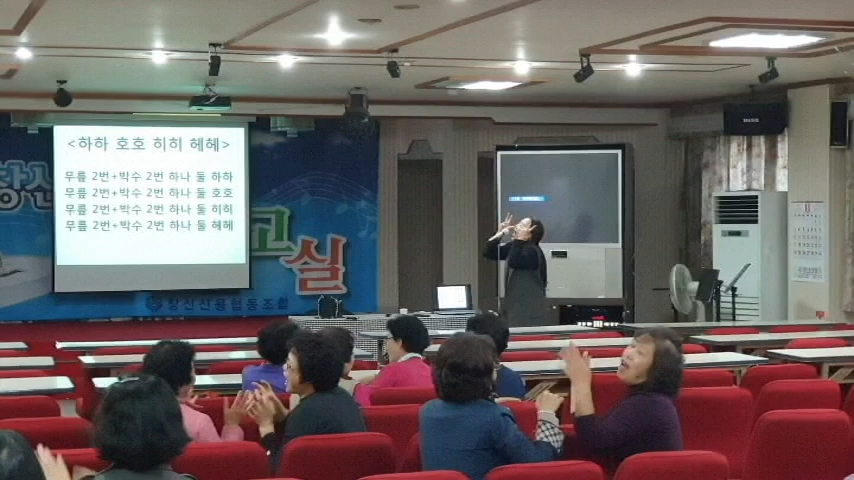 <하하 호호 히히 헤헤>
무릎 2번+박수 2번 하나 둘 하하
무릎 2번+박수 2번 하나 둘 호호
무릎 2번+박수 2번 하나 둘 히히
무릎 2번+박수 2번 하나 둘 헤헤
고
실
창신신용협동조합